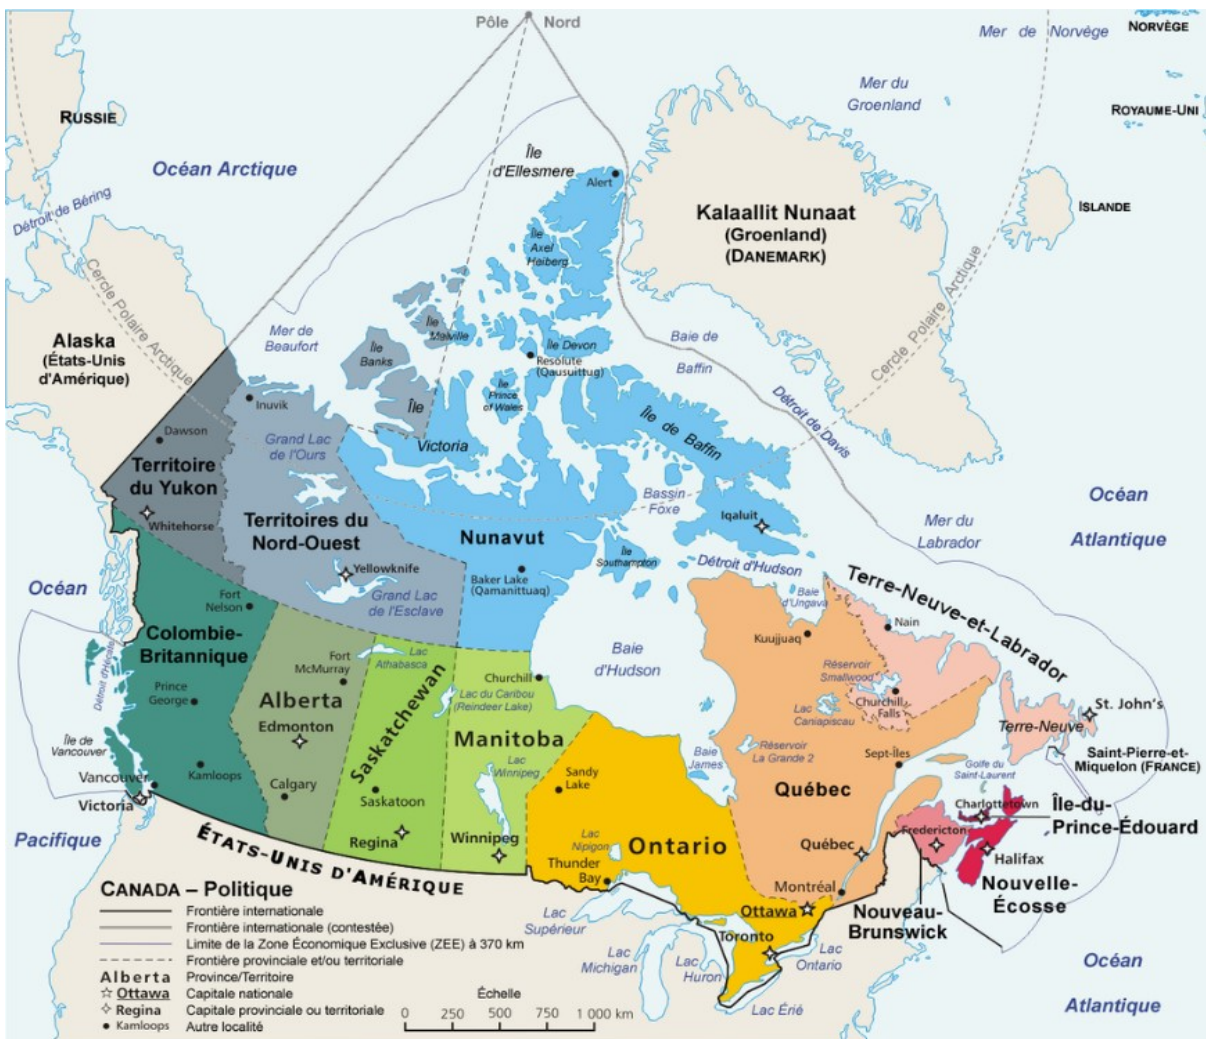 Pôle Nord
Mer de Norvège
NORVÈGE
Mer du
Groenland
ROYAUME-UNI
RUSSIE
Océan Arctique
Île
d'Ellesmere
Alert
Détroit de Béring
Kalaallit Nunaat
(Groenland)
(DANEMARK)
ISLANDE
Île
Axel
Heiberg
Cercle Polaire Arctique
Cercle Polaire Arctique
Alaska
(États-Unis
d'Amérique)
Mer de
Beaufort
Île
Melville
Île
Banks
Île Devon
Resolute
(Qausuittuq)
Baie de
Baffin
Île
Prince
of Wales
Île
Victoria
Île de Baffin
Détroit de Davis
Inuvik
Dawson
Grand Lac
de l'Ours
Territoire
du Yukon
Whitehorse
Territoires du
Nord-Ouest
Yellowknife
Grand Lac
de l'Esclave
Nunavut
Baker Lake
(Qamanittuaq)
Bassin
Foxe
Iqaluit
Île
Southampton
Détroit d'Hudson
Mer du
Labrador
Océan
Atlantique
Océan
Pacifique
Fort
Nelson
Colombie-
Britannique
Détroit d'Hécate
Prince
George
Île de
Vancouver
Vancouver
Victoria
Kamloops
Fort
McMurray
Alberta
Edmonton
Calgary
Lac
Athabasca
Saskatchewan
Saskatoon
Regina
Churchill
Lac du Caribou
(Reindeer Lake)
Manitoba
Lac
Winnipeg
Winnipeg
Baie
d'Hudson
Baie
d'Ungava
Kuujjuaq
Terre-Neuve-et-Labrador
Nain
Réservoir
Smallwood
Churchill
Falls
Lac
Caniapiscau
Baie
James
Réservoir
La Grande 2
Sept-Îles
Terre-Neuve
St. John's
Saint-Pierre-et-
Miquelon (FRANCE)
Golfe du
Saint-Laurent
Sandy
Lake
Québec
Charlottetown
Île-du-
Prince-Édouard
Fredericton
Lac
Nipigon
Ontario
Québec
Halifax
Thunder
Bay
Montréal
Nouvelle-
Écosse
Ottawa
Nouveau-
Brunswick
Toronto
Lac
Supérieur
Lac
Michigan
Lac
Huron
Lac
Ontario
Lac Érié
Océan
Atlantique
ÉTATS-UNIS D'AMÉRIQUE
CANADA – Politique
Frontière internationale
Frontière internationale (contestée)
Limite de la Zone Économique Exclusive (ZEE) à 370 km
Frontière provinciale et/ou territoriale
Alberta Province/Territoire
Ottawa Capitale nationale
Regina Capitale provinciale ou territoriale
Kamloops Autre localité
Échelle
0 250 500 1 000 km